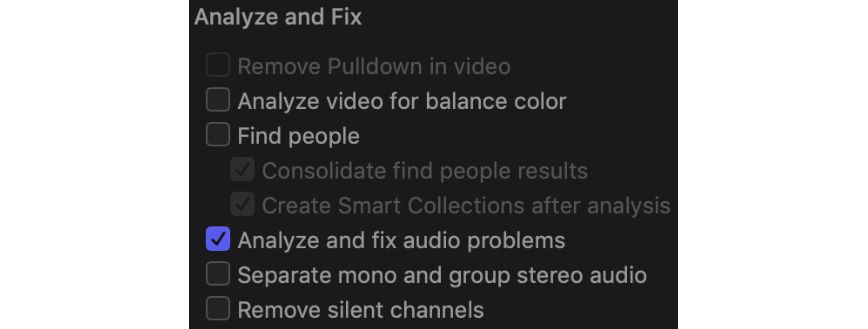 Analyze and Fix
Remove Pulldown in video
Analyze video for balance color
Find people
Consolidate find people results
Create Smart Collections after analysis
Analyze and fix audio problems
Separate mono and group stereo audio
Remove silent channels